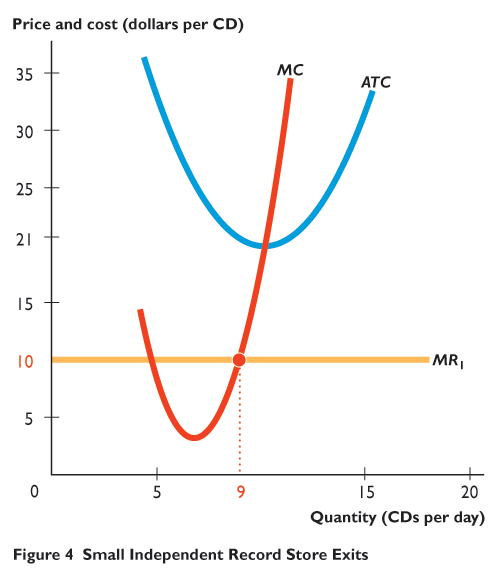 Price and cost (dollars per CD)
MC
ATC
35
30
25
21
15
10
MR1
5
0
5
9
15
20
Quantity (CDs per day)
Figure 4 Small Independent Record Store Exits